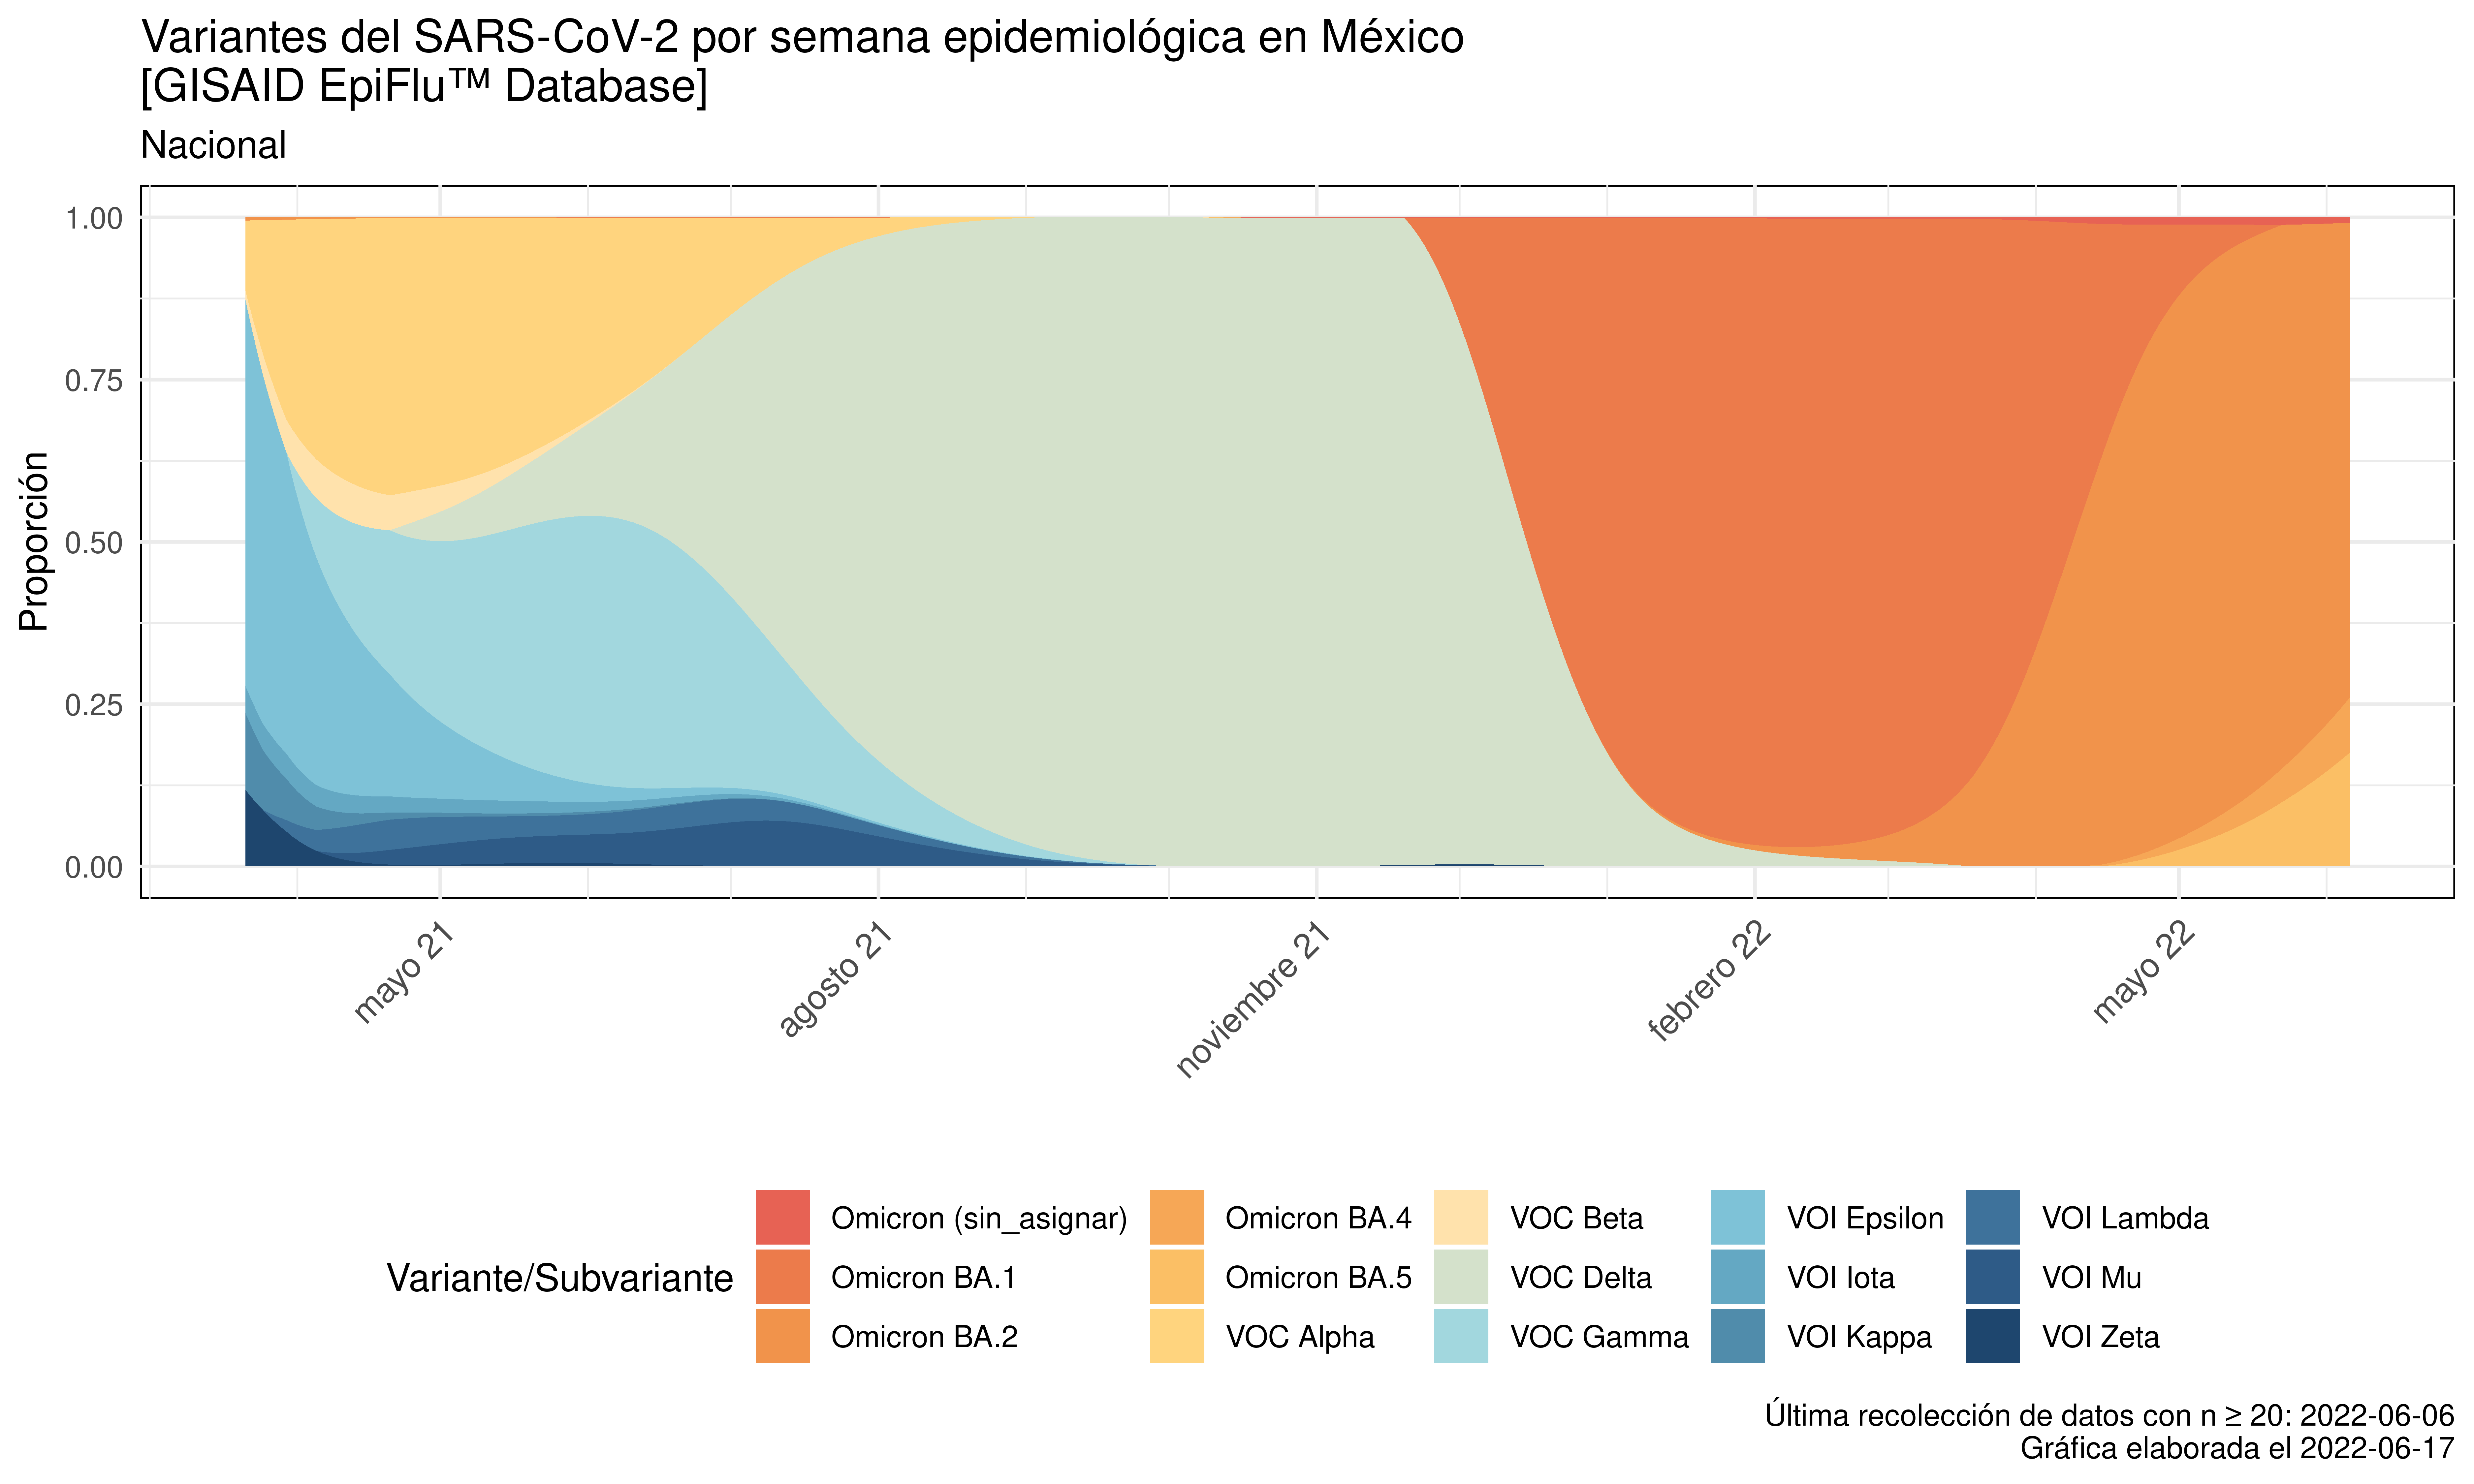 Variantes del SARS-CoV-2 por semana epidemiológica en México
[GISAID EpiFlu™ Database]
Nacional
Proporción
1.00
0.75
0.50
0.25
0.00
mayo 21
agosto 21
noviembre 21
febrero 22
mayo 22
Variante/Subvariante
Omicron (sin_asignar)
Omicron BA.1
Omicron BA.2
Omicron BA.4
Omicron BA.5
VOC Alpha
VOC Beta
VOC Delta
VOC Gamma
VOI Epsilon
VOI Iota
VOI Kappa
VOI Lambda
VOI Mu
VOI Zeta
Última recolección de datos con n ≥ 20: 2022-06-06
Gráfica elaborada el 2022-06-17